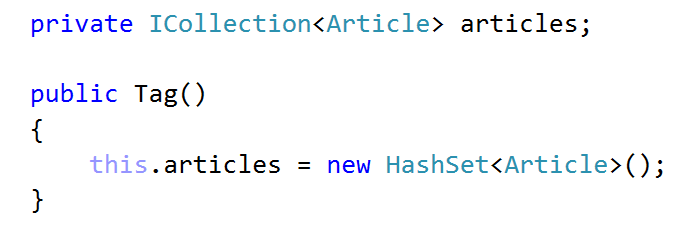 private ICollection<Article> articles;
public Tag()
{
    this.articles = new HashSet<Article>();
}